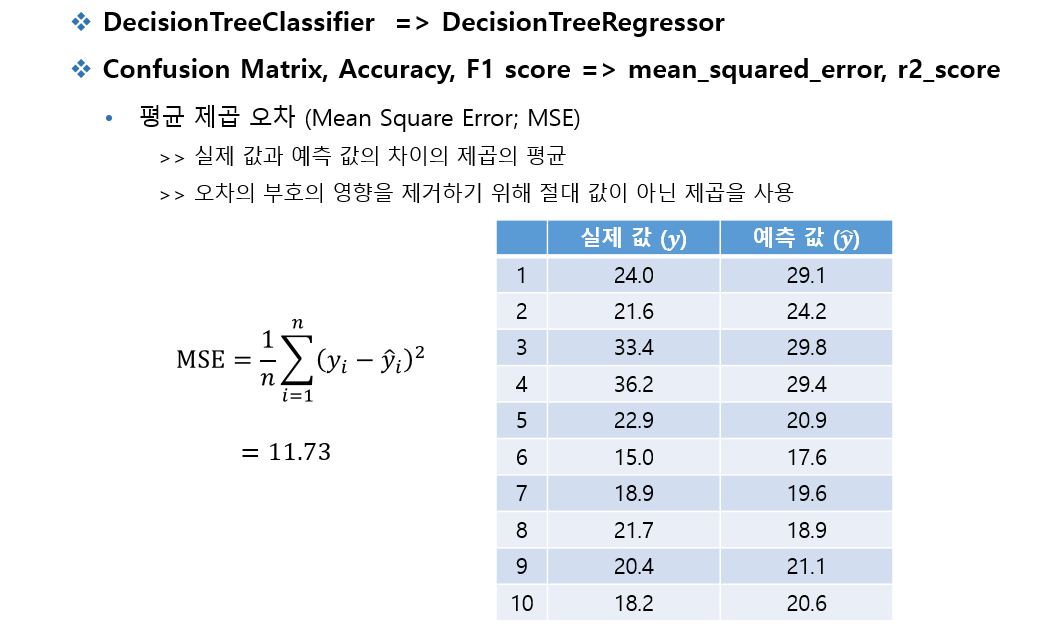 ❖ DecisionTreeClassifier => DecisionTreeRegressor
❖ Confusion Matrix, Accuracy, F1 score => mean_squared_error, r2_score
• 평균 제곱 오차 (Mean Square Error; MSE)
>> 실제 값과 예측 값의 차이의 제곱의 평균
>> 오차의 부호의 영향을 제거하기 위해 절대 값이 아닌 제곱을 사용
MSE = 1/n ∑_{i=1}^{n} (y_i − ŷ_i)²
= 11.73
실제 값 (y) 예측 값 (ŷ)
1 24.0 29.1
2 21.6 24.2
3 33.4 29.8
4 36.2 29.4
5 22.9 20.9
6 15.0 17.6
7 18.9 19.6
8 21.7 18.9
9 20.4 21.1
10 18.2 20.6